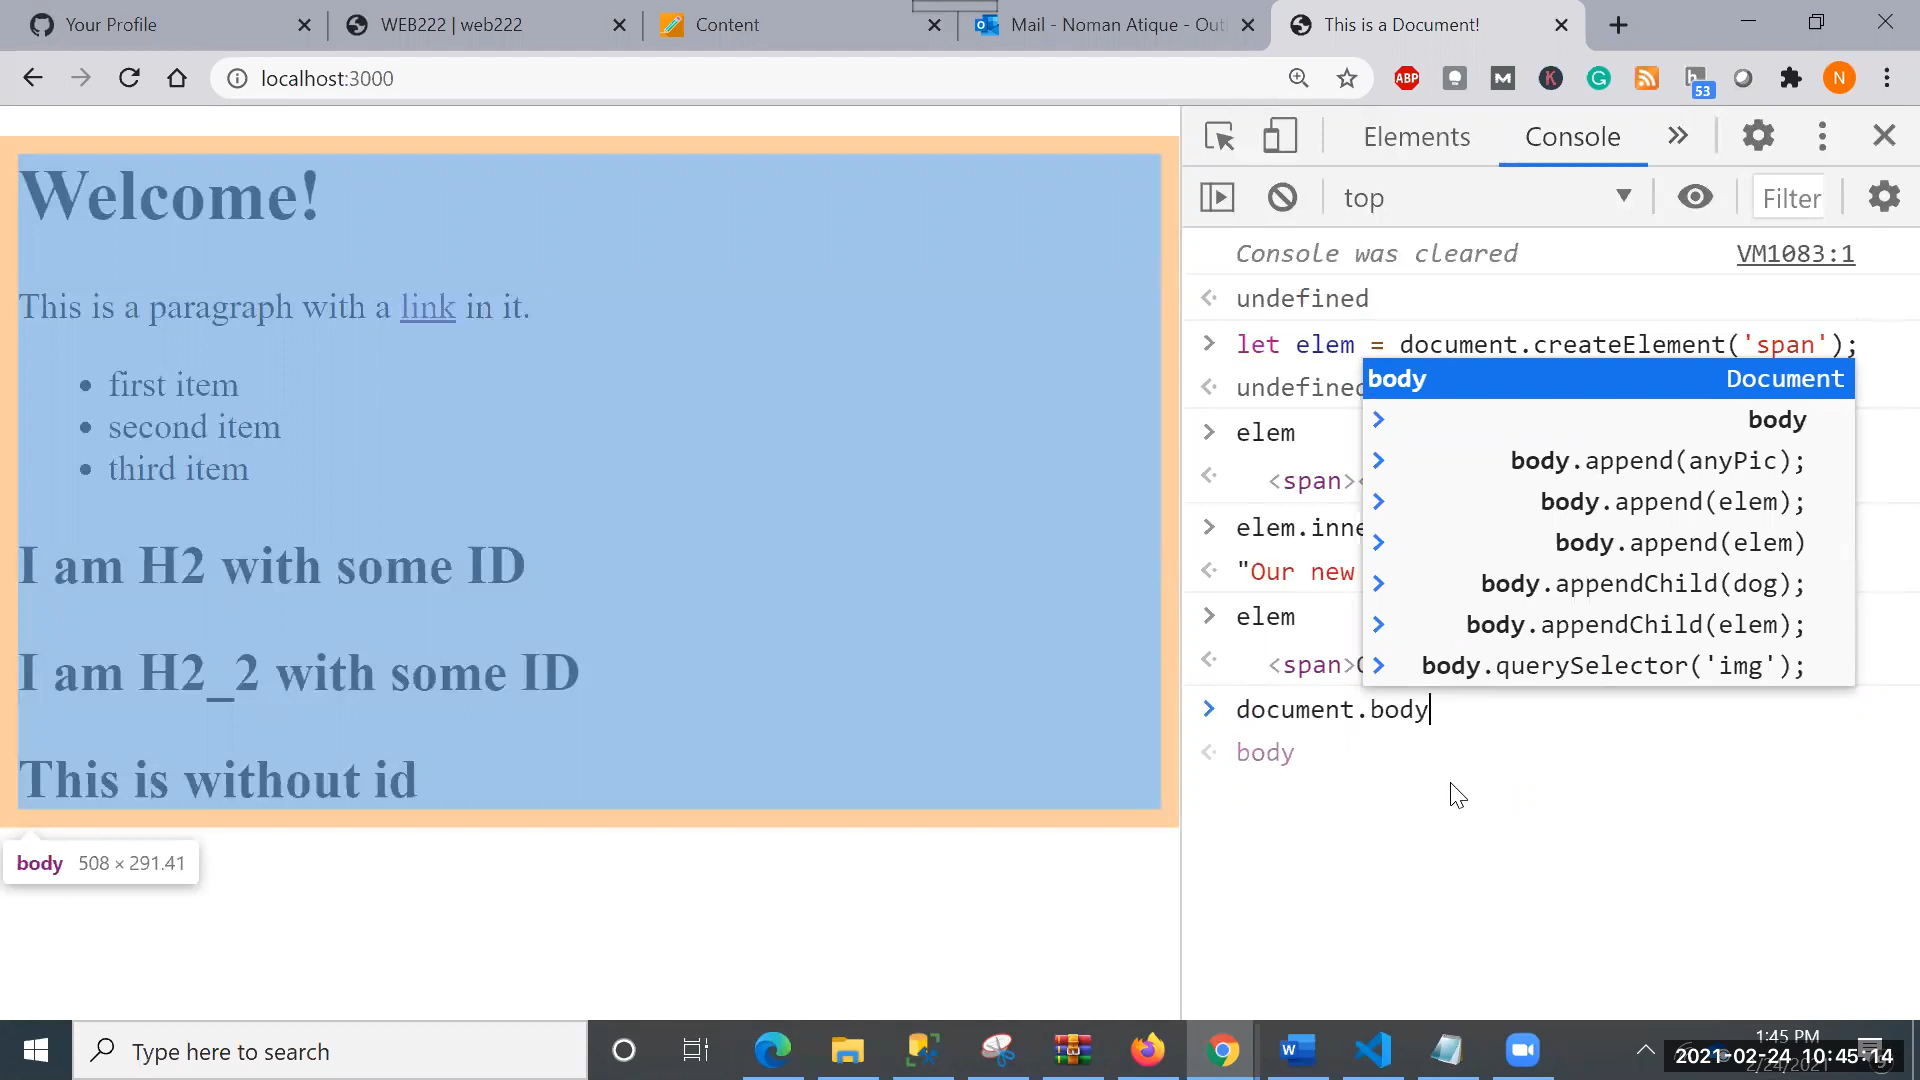 Your Profile
WEB222 | web222
Content
Mail - Noman Atique - Out
This is a Document!
localhost:3000
ABP
M
K
G
53
N
Welcome!
This is a paragraph with a link in it.
first item
second item
third item
I am H2 with some ID
I am H2_2 with some ID
This is without id
body 508 × 291.41
Elements
Console
top
Filter
Console was cleared
VM1083:1
undefined
let elem = document.createElement('span');
undefined
elem
<span>
elem.inne
"Our new
elem
<span>
body Document
body
body.append(anyPic);
body.append(elem);
body.append(elem)
body.appendChild(dog);
body.appendChild(elem);
body.querySelector('img');
document.body
body
Type here to search
1:45 PM
2021-02-24 10:45:14